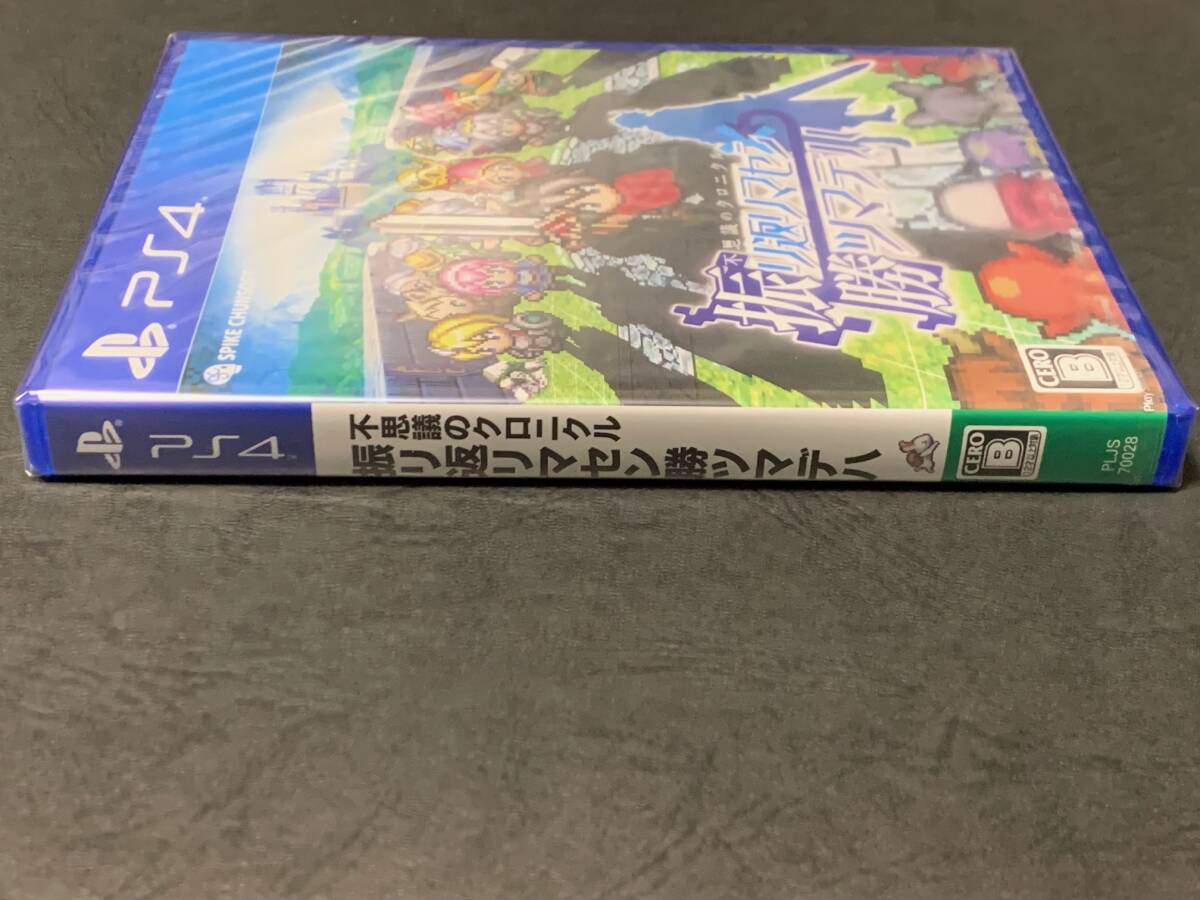 PS4
SPIKE CHUNSOFT
不思議のクロニクル
振リ返リマセン
勝ツマデハ
CERO
B
Play
PS4
不思議のクロニクル
振リ返リマセン勝ツマデハ
CERO
B
PLJS
70028